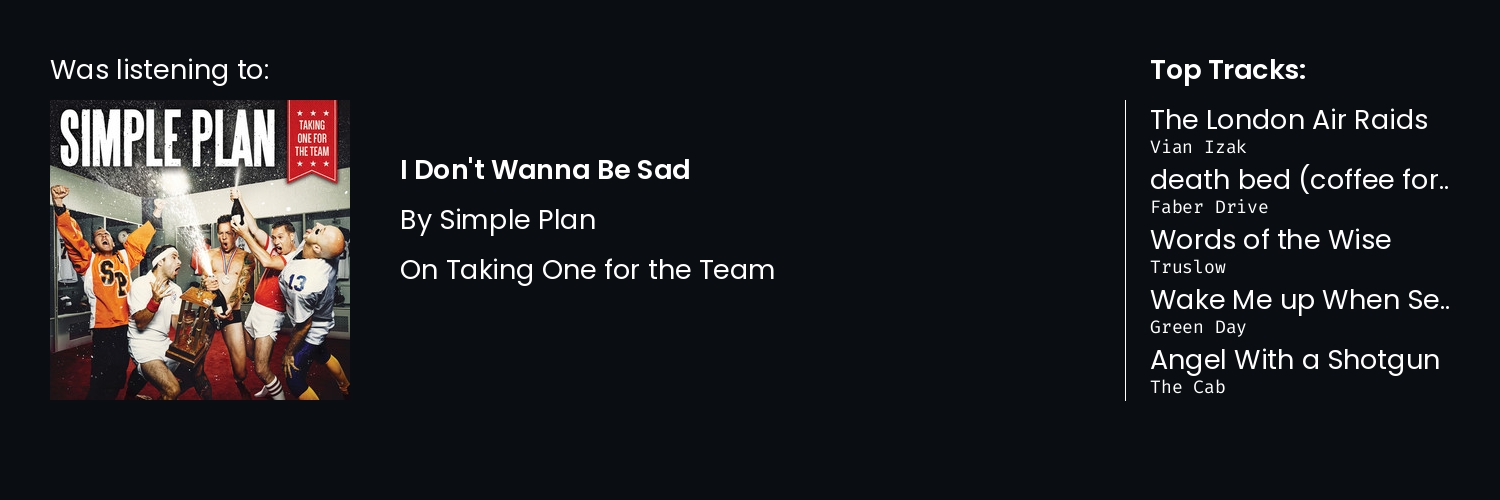 Was listening to:
SIMPLE PLAN
★ ★ ★
TAKING
ONE FOR
THE TEAM
★ ★ ★
SP
13
I Don't Wanna Be Sad
By Simple Plan
On Taking One for the Team
Top Tracks:
The London Air Raids
Vian Izak
death bed (coffee for..
Faber Drive
Words of the Wise
Truslow
Wake Me up When Se..
Green Day
Angel With a Shotgun
The Cab